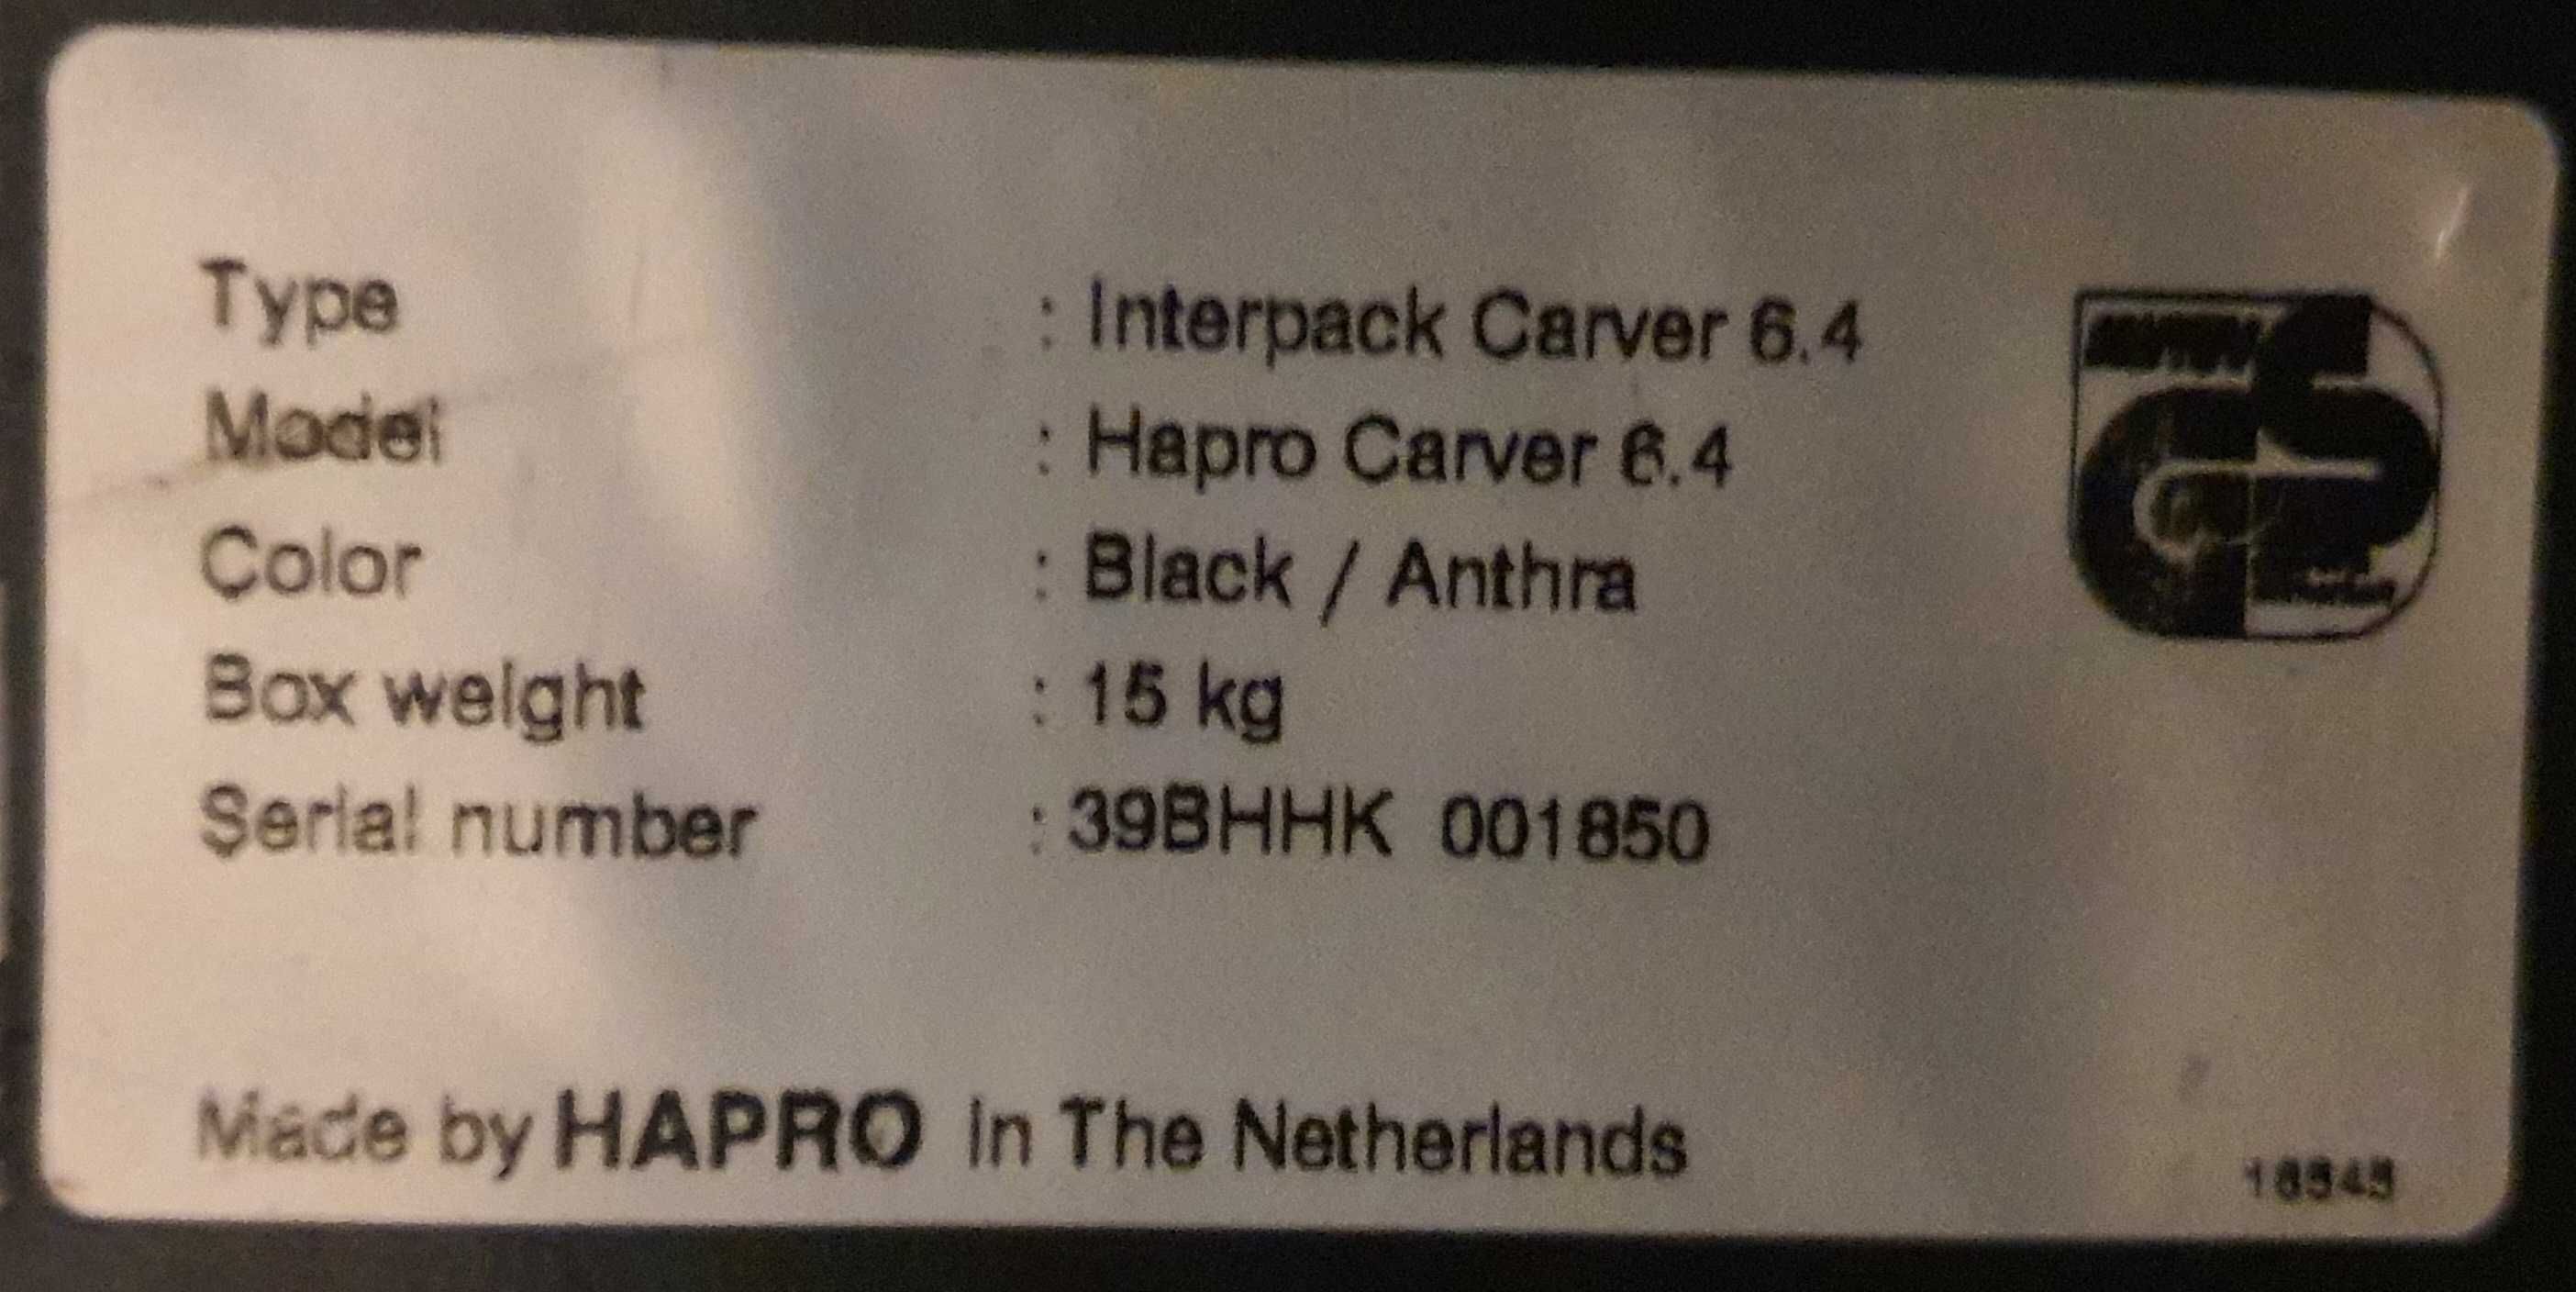 Type : Interpack Carver 6.4
Model : Hapro Carver 6.4
Color : Black / Anthra
Box weight : 15 kg
Serial number : 39BHHK 001850
Made by HAPRO in The Netherlands